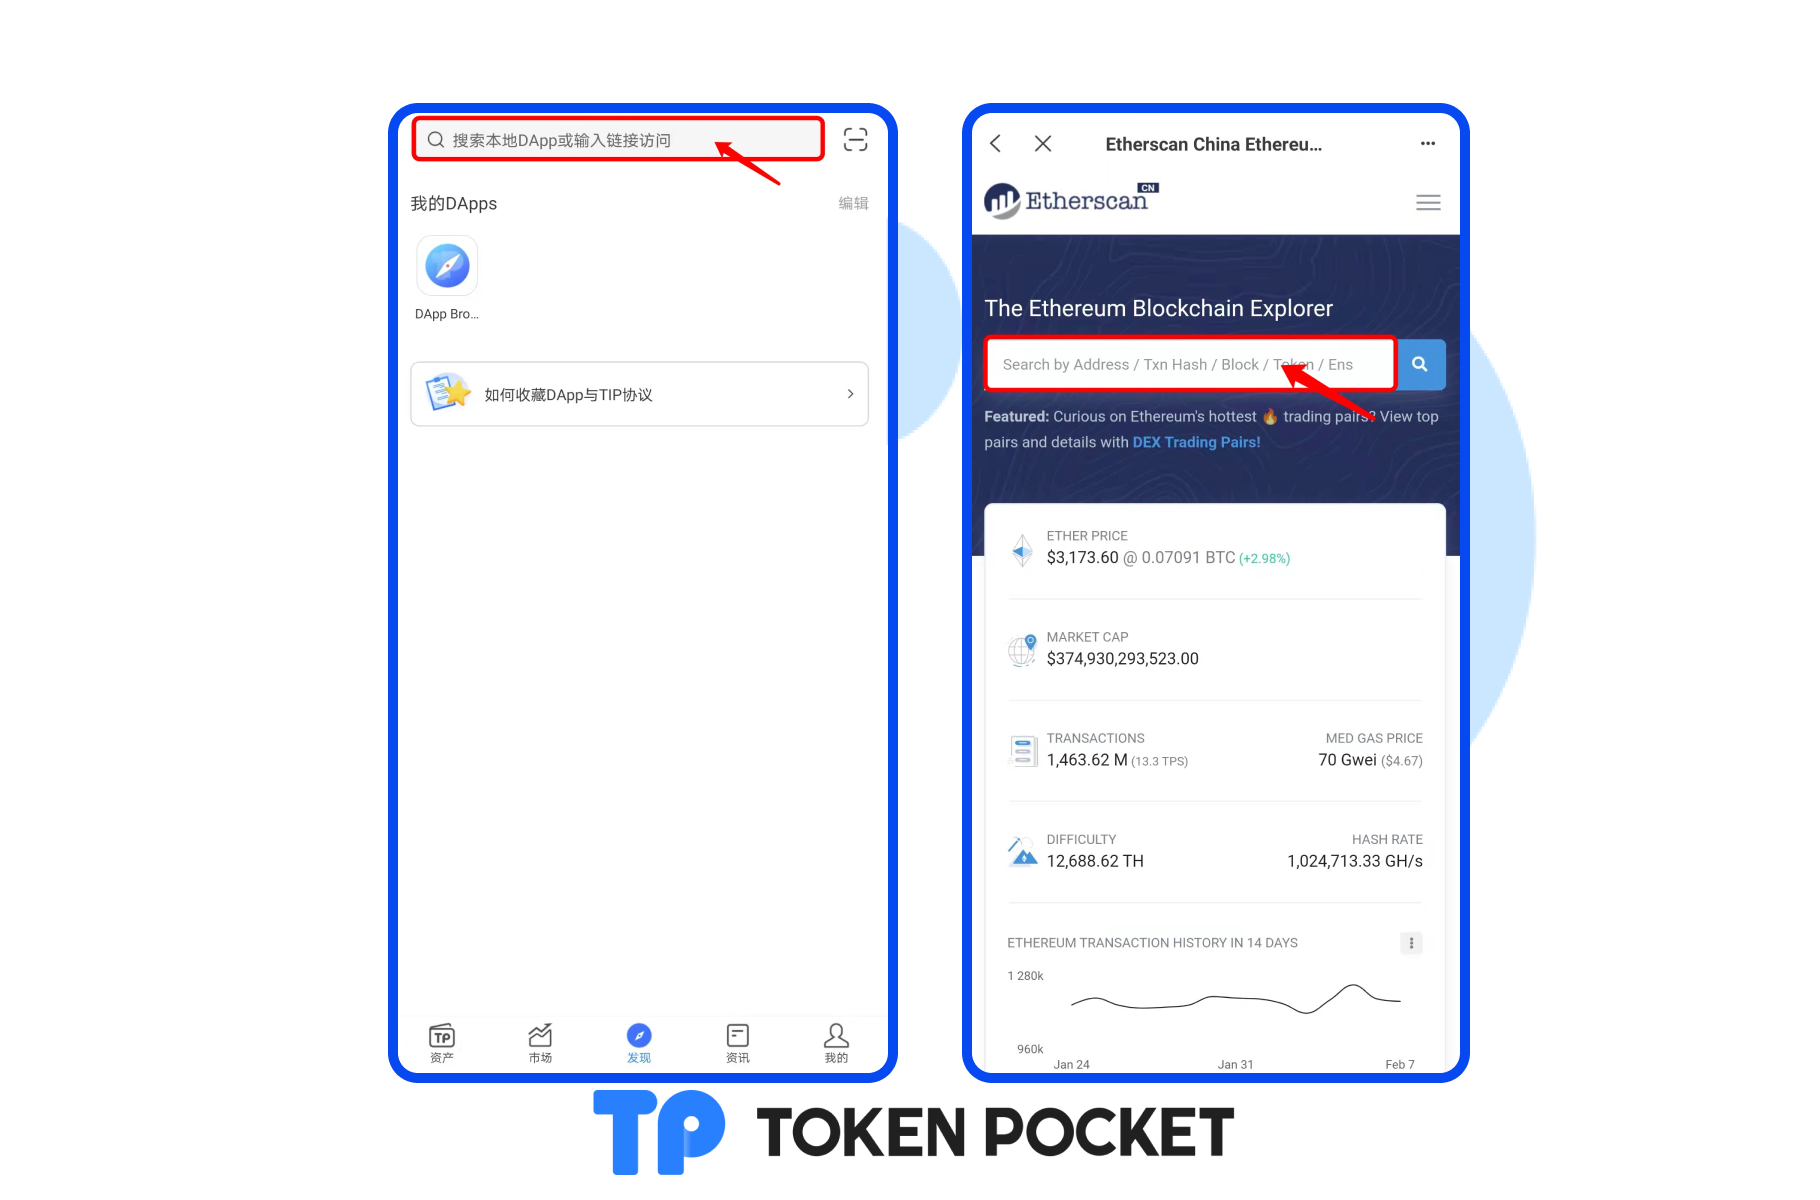 搜索本地DApp或输入链接访问
我的DApps
编辑
DApp Bro...
如何收藏DApp与TIP协议
TP
资产
市场
发现
资讯
我的
Etherscan China Ethereu...
Etherscan CN
The Ethereum Blockchain Explorer
Search by Address / Txn Hash / Block / Token / Ens
Featured: Curious on Ethereum's hottest 🔥 trading pairs? View top
pairs and details with DEX Trading Pairs!
ETHER PRICE
$3,173.60 @ 0.07091 BTC (+2.98%)
MARKET CAP
$374,930,293,523.00
TRANSACTIONS
1,463.62 M (13.3 TPS)
MED GAS PRICE
70 Gwei ($4.67)
DIFFICULTY
12,688.62 TH
HASH RATE
1,024,713.33 GH/s
ETHEREUM TRANSACTION HISTORY IN 14 DAYS
1 280k
960k
Jan 24
Jan 31
Feb 7
TP TOKEN POCKET